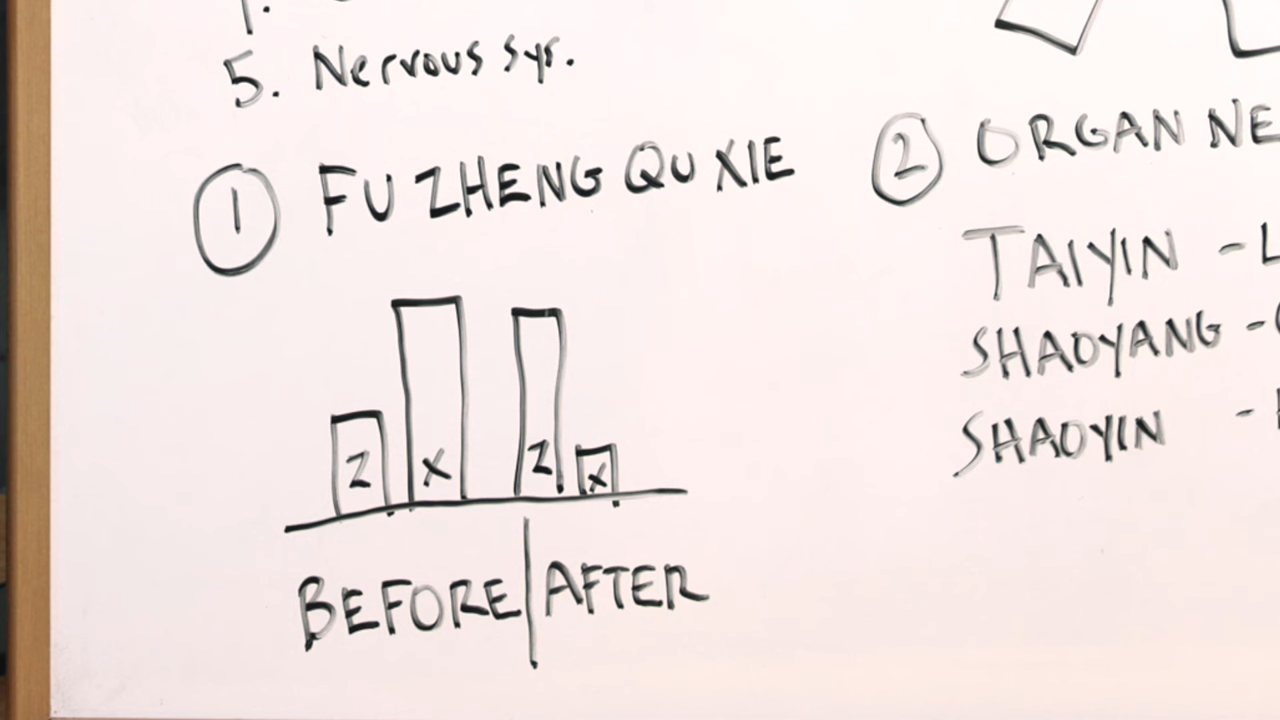 5. Nervous Sys.
① FU ZHENG QU XIE
Z X Z X
BEFORE | AFTER
② ORGAN NE
TAIYIN -
SHAOYANG -
SHAOYIN -